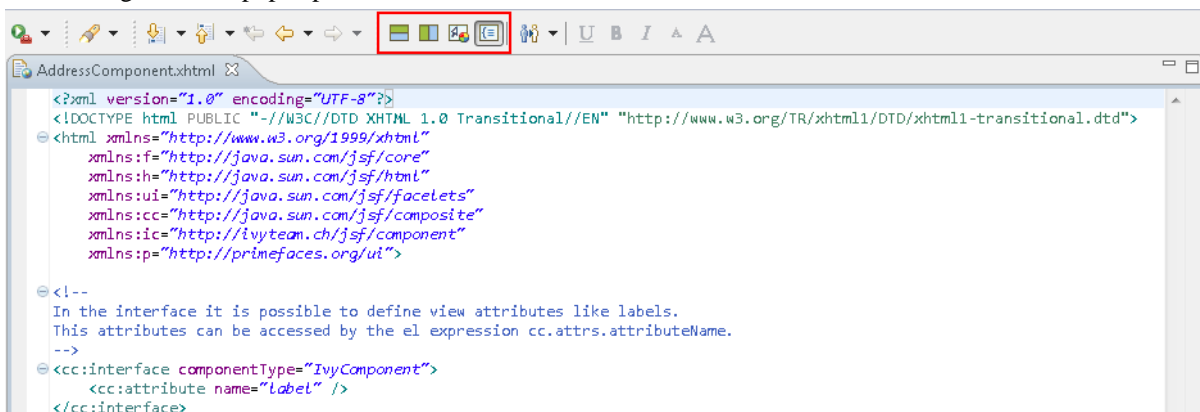 U B I A A
AddressComponent.xhtml
<?xml version="1.0" encoding="UTF-8"?>
<!DOCTYPE html PUBLIC "-//W3C//DTD XHTML 1.0 Transitional//EN" "http://www.w3.org/TR/xhtml1/DTD/xhtml1-transitional.dtd">
<html xmlns="http://www.w3.org/1999/xhtml"
xmlns:f="http://java.sun.com/jsf/core"
xmlns:h="http://java.sun.com/jsf/html"
xmlns:ui="http://java.sun.com/jsf/facelets"
xmlns:cc="http://java.sun.com/jsf/composite"
xmlns:ic="http://ivyteam.ch/jsf/component"
xmlns:p="http://primefaces.org/ui">
<!--
In the interface it is possible to define view attributes like labels.
This attributes can be accessed by the el expression cc.attrs.attributeName.
-->
<cc:interface componentType="IvyComponent">
<cc:attribute name="label" />
</cc:interface>